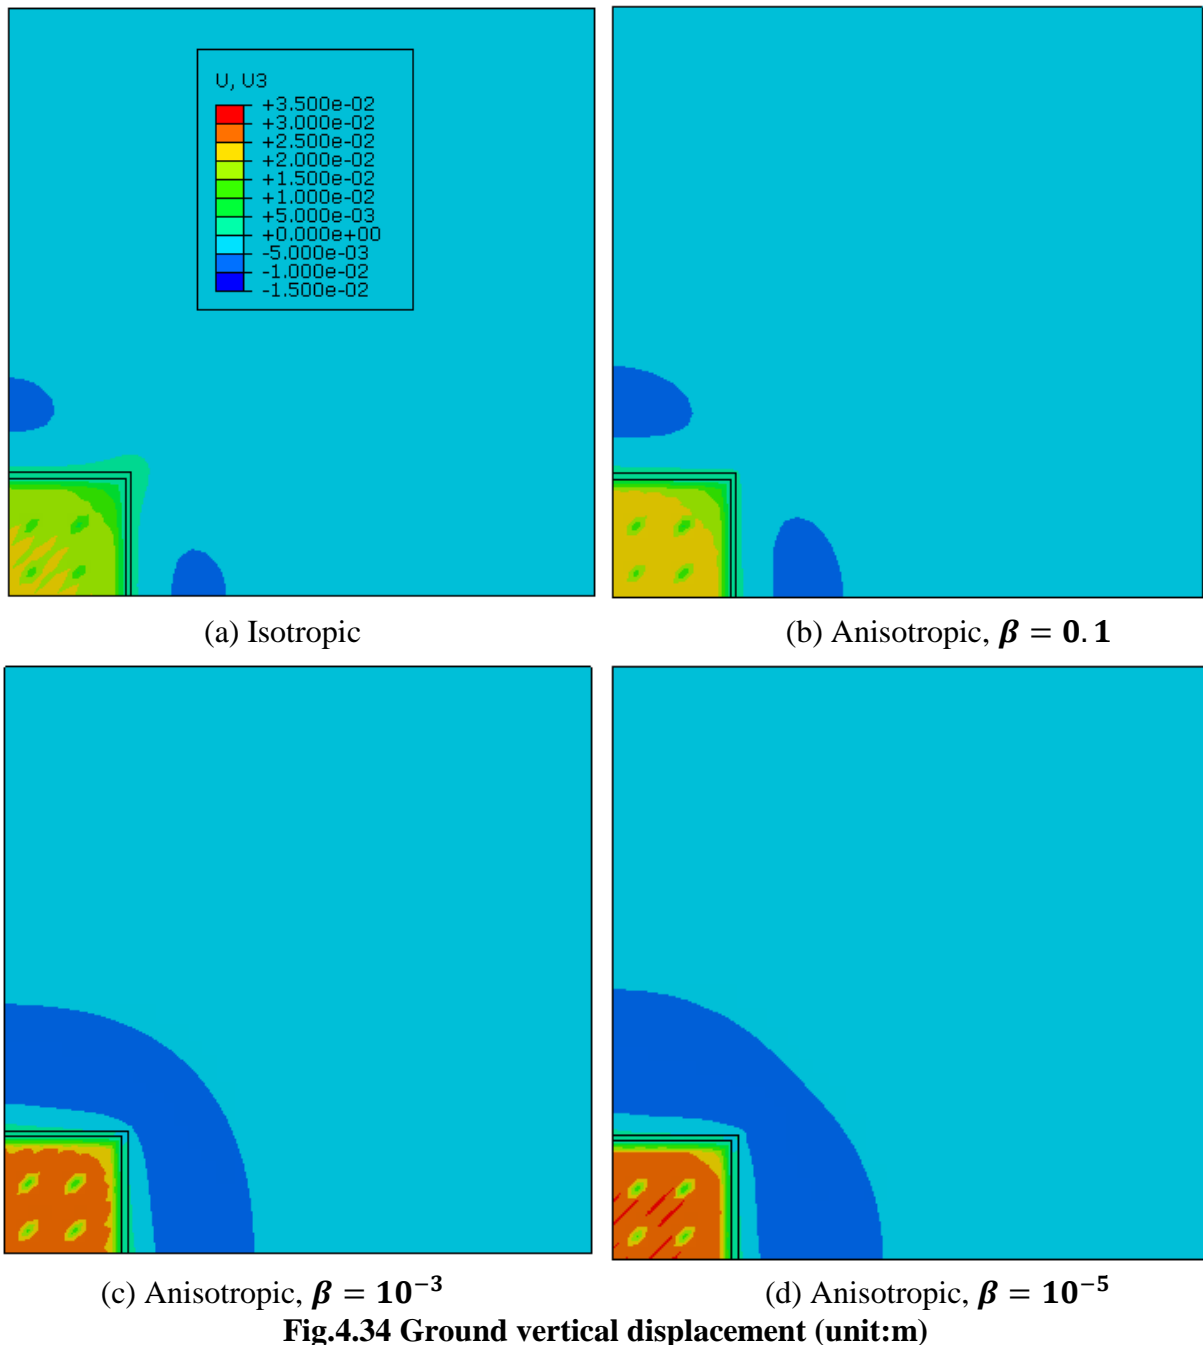 U, U3
+3.500e-02
+3.000e-02
+2.500e-02
+2.000e-02
+1.500e-02
+1.000e-02
+5.000e-03
+0.000e+00
-5.000e-03
-1.000e-02
-1.500e-02
(a) Isotropic
(b) Anisotropic, β = 0.1
(c) Anisotropic, β = 10⁻³
(d) Anisotropic, β = 10⁻⁵
Fig.4.34 Ground vertical displacement (unit:m)